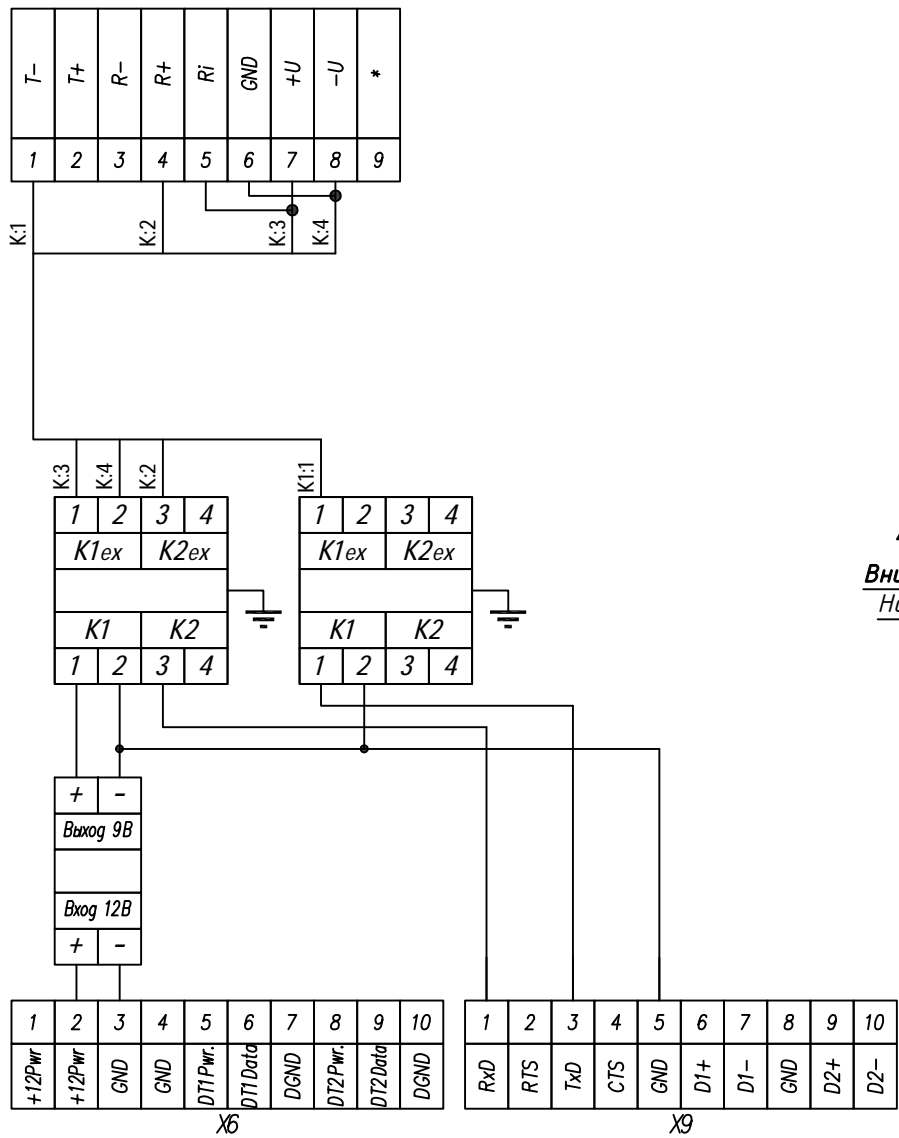 T- T+ R- R+ Ri GND +U -U *
1 2 3 4 5 6 7 8 9
K:1 K:2 K:3 K:4
K:3 K:4 K:2 K1:1
1 2 3 4 1 2 3 4
K1ex K2ex K1ex K2ex
Вни
K1 K2 K1 K2
1 2 3 4 1 2 3 4
+ -
Выход 9В
Вход 12В
+ -
1 2 3 4 5 6 7 8 9 10 1 2 3 4 5 6 7 8 9 10
+12Pwr +12Pwr GND GND DT1Pwr. DT1Data DGND DT2Pwr. DT2Data DGND RxD RTS TxD CTS GND D1+ D1- GND D2+ D2-
X6 X9